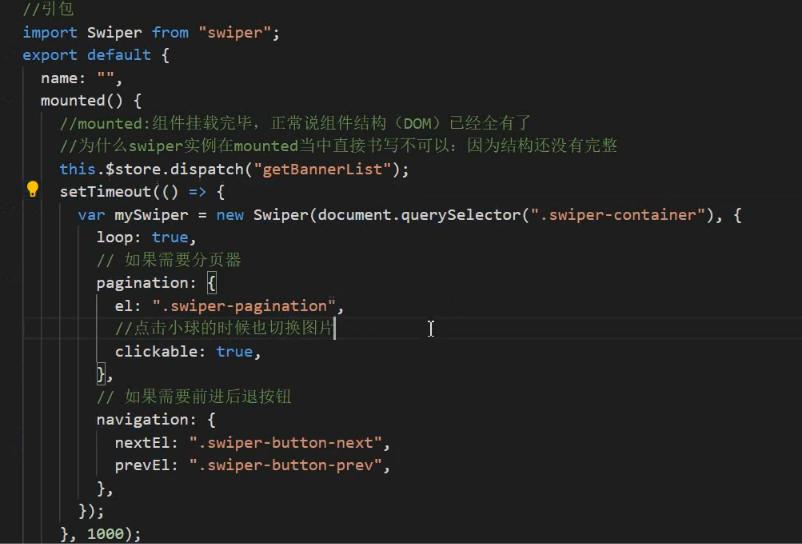 //引包
import Swiper from "swiper";
export default {
name: "",
mounted() {
//mounted:组件挂载完毕，正常说组件结构（DOM）已经全有了
//为什么swiper实例在mounted当中直接书写不可以：因为结构还没有完整
this.$store.dispatch("getBannerList");
setTimeout(() => {
var mySwiper = new Swiper(document.querySelector(".swiper-container"), {
loop: true,
// 如果需要分页器
pagination: {
el: ".swiper-pagination",
//点击小球的时候也切换图片
clickable: true,
},
// 如果需要前进后退按钮
navigation: {
nextEl: ".swiper-button-next",
prevEl: ".swiper-button-prev",
},
});
}, 1000);